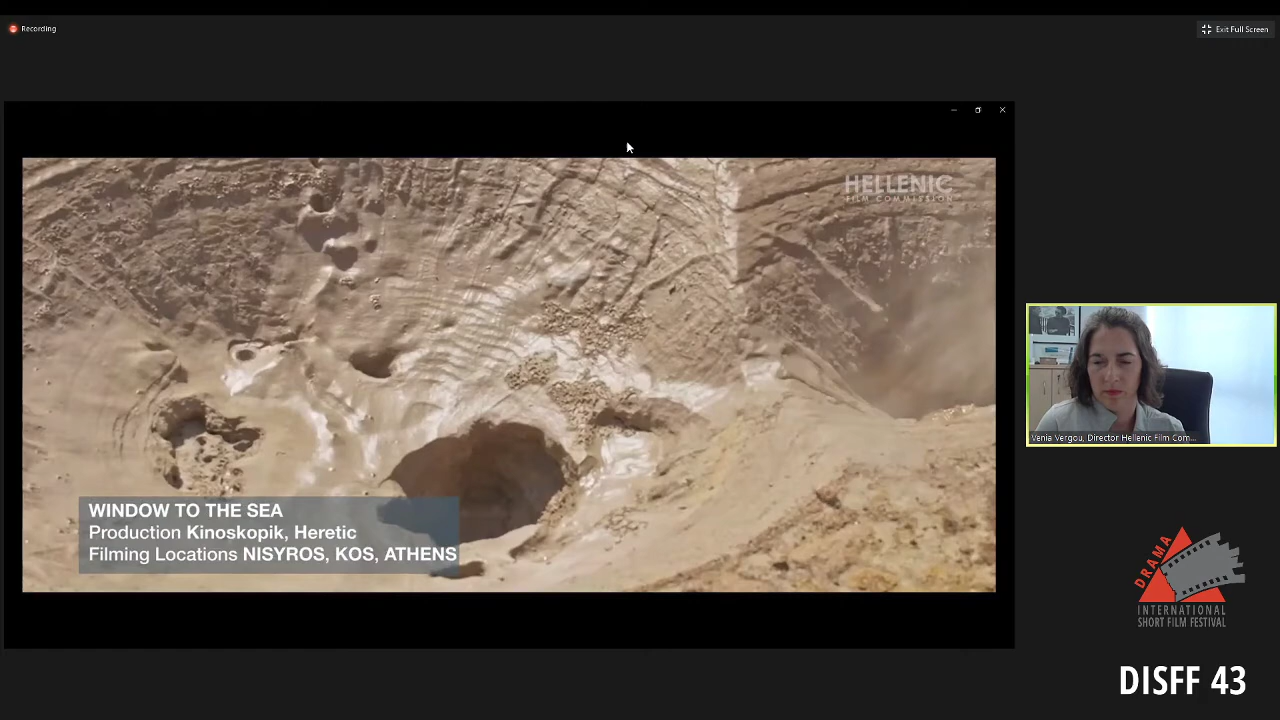 Recording
Exit Full Screen
HELLENIC
FILM COMMISSION
WINDOW TO THE SEA
Production Kinoskopik, Heretic
Filming Locations NISYROS, KOS, ATHENS
Venia Vergou, Director Hellenic Film Com...
DRAMA
INTERNATIONAL
SHORT FILM FESTIVAL
DISFF 43